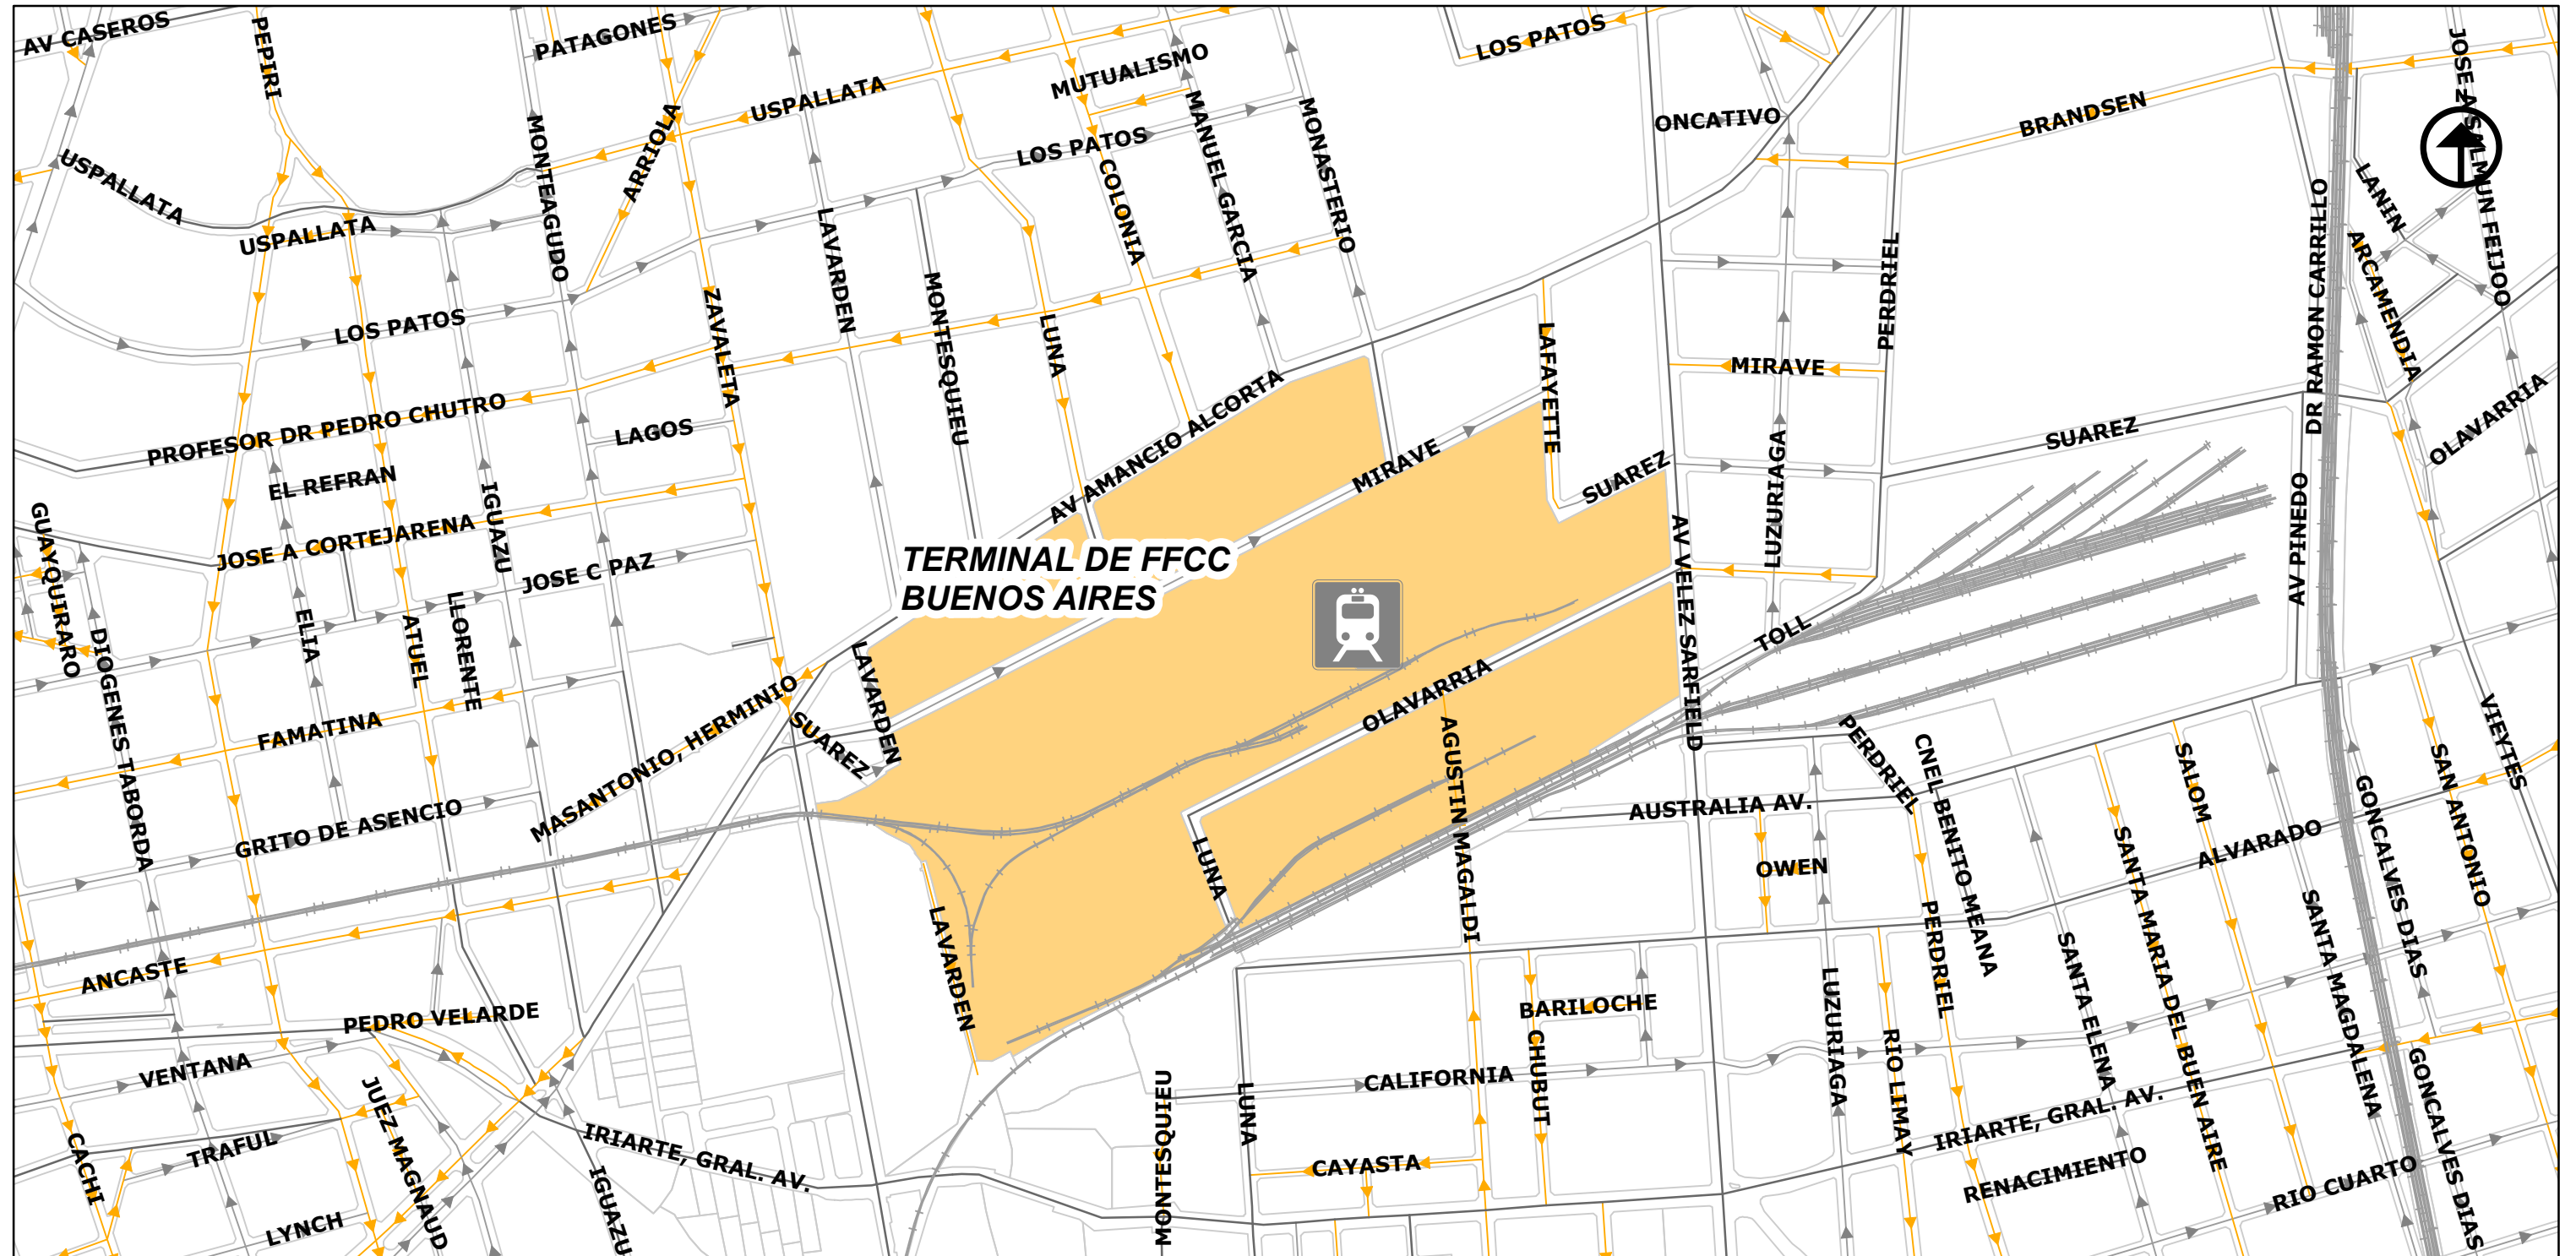 AV CASEROS
PEPIRI
PATAGONES
USPALLATA
MUTUALISMO
LOS PATOS
JOSE A SALMUN FEIJOO
ONCATIVO
BRANDSEN
USPALLATA
MONTEAGUDO
ARRIOLA
LOS PATOS
MANUEL GARCIA
MONASTERIO
COLONIA
LANIN
USPALLATA
LAVARDEN
MONTESQUIEU
PERDRIEL
DR RAMON CARRILLO
ARCAMENDIA
LOS PATOS
ZAVALETA
LUNA
LAFAYETTE
MIRAVE
OLAVARRIA
PROFESOR DR PEDRO CHUTRO
LAGOS
AV AMANCIO ALCORTA
MIRAVE
SUAREZ
SUAREZ
LUZURIAGA
EL REFRAN
IGUAZU
GUAYQUIRARO
JOSE A CORTEJARENA
JOSE C PAZ
TERMINAL DE FFCC
BUENOS AIRES
AV VELEZ SARFIELD
AV PINEDO
ELIA
ATUEL
LLORENTE
DIOGENES TABORDA
LAVARDEN
TOLL
FAMATINA
MASANTONIO, HERMINIO
SUAREZ
OLAVARRIA
AGUSTIN MAGALDI
PERDRIEL
CNEL BENITO MEANA
SALOM
VIEYTES
SAN ANTONIO
GRITO DE ASENCIO
LUNA
AUSTRALIA AV.
OWEN
SANTA MARIA DEL BUEN AIRE
ALVARADO
GONCALVES DIAS
ANCASTE
LAVARDEN
PERDRIEL
SANTA ELENA
SANTA MAGDALENA
PEDRO VELARDE
BARILOCHE
LUZURIAGA
VENTANA
JUEZ MAGNAUD
CALIFORNIA
CHUBUT
RIO LIMAY
GONCALVES DIAS
CACHI
TRAFUL
IRIARTE, GRAL. AV.
MONTESQUIEU
LUNA
CAYASTA
IRIARTE, GRAL. AV.
RENACIMIENTO
RIO CUARTO
LYNCH
IGUAZU